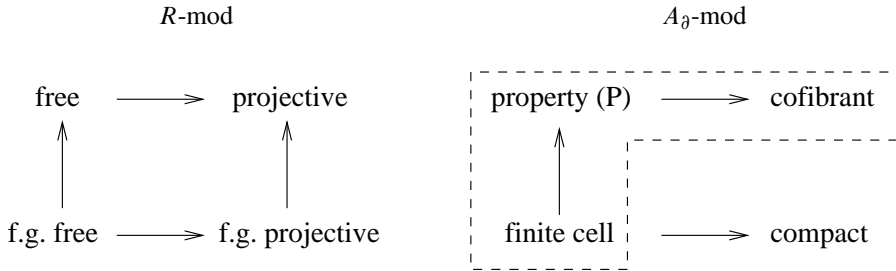 R-mod A∂-mod
free projective property (P) cofibrant
f.g. free f.g. projective finite cell compact